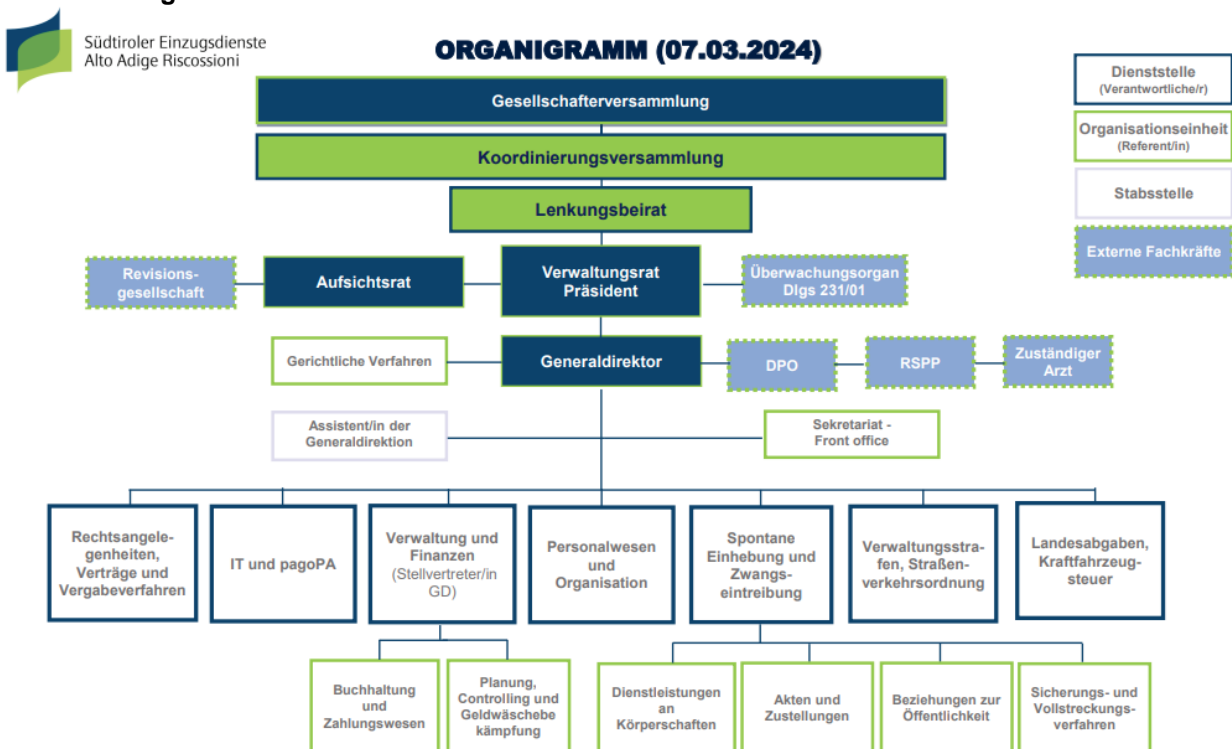 Südtiroler Einzugsdienste
Alto Adige Riscossioni
ORGANIGRAMM (07.03.2024)
Dienststelle
(Verantwortliche/r)
Organisationseinheit
(Referent/in)
Stabsstelle
Externe Fachkräfte
Gesellschafterversammlung
Koordinierungsversammlung
Lenkungsbeirat
Revisions-
gesellschaft
Aufsichtsrat
Verwaltungsrat
Präsident
Überwachungsorgan
Dlgs 231/01
Gerichtliche Verfahren
Generaldirektor
DPO
RSPP
Zuständiger
Arzt
Assistent/in der
Generaldirektion
Sekretariat -
Front office
Rechtsangele-
genheiten,
Verträge und
Vergabeverfahren
IT und pagoPA
Verwaltung und
Finanzen
(Stellvertreter/in
GD)
Personalwesen
und
Organisation
Spontane
Einhebung und
Zwangs-
eintreibung
Verwaltungsstra-
fen, Straßen-
verkehrsordnung
Landesabgaben,
Kraftfahrzeug-
steuer
Buchhaltung
und
Zahlungswesen
Planung,
Controlling und
Geldwäschebe
kämpfung
Dienstleistungen
an
Körperschaften
Akten und
Zustellungen
Beziehungen zur
Öffentlichkeit
Sicherungs- und
Vollstreckungs-
verfahren